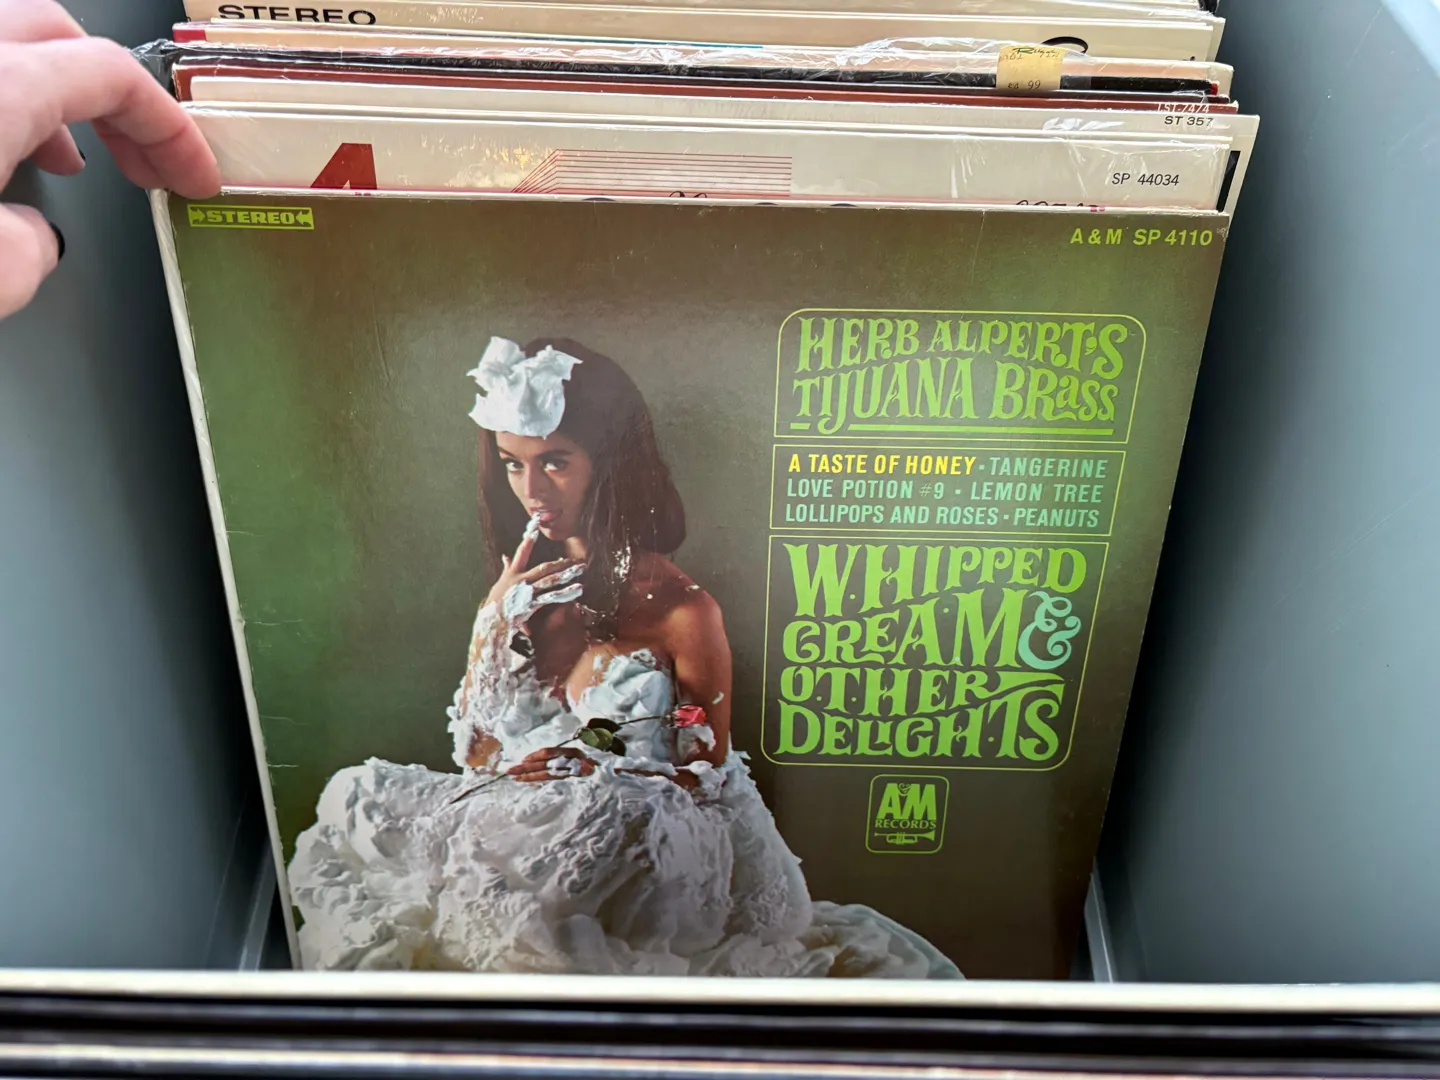 STEREO
99
ST 357
SP 44034
STEREO
A&M SP 4110
HERB ALPERT'S
TIJUANA BRASS
A TASTE OF HONEY · TANGERINE
LOVE POTION #9 · LEMON TREE
LOLLIPOPS AND ROSES · PEANUTS
WHIPPED
CREAM &
OTHER
DELIGHTS
A&M
RECORDS